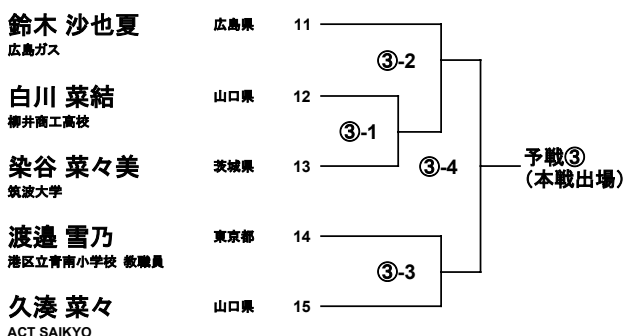 鈴木 沙也夏 広島県 11
広島ガス
③-2
白川 菜結 山口県 12
柳井商工高校
③-1
染谷 菜々美 茨城県 13
筑波大学
③-4
予戦③
（本戦出場）
渡邉 雪乃 東京都 14
港区立青南小学校 教職員
③-3
久湊 菜々 山口県 15
ACT SAIKYO